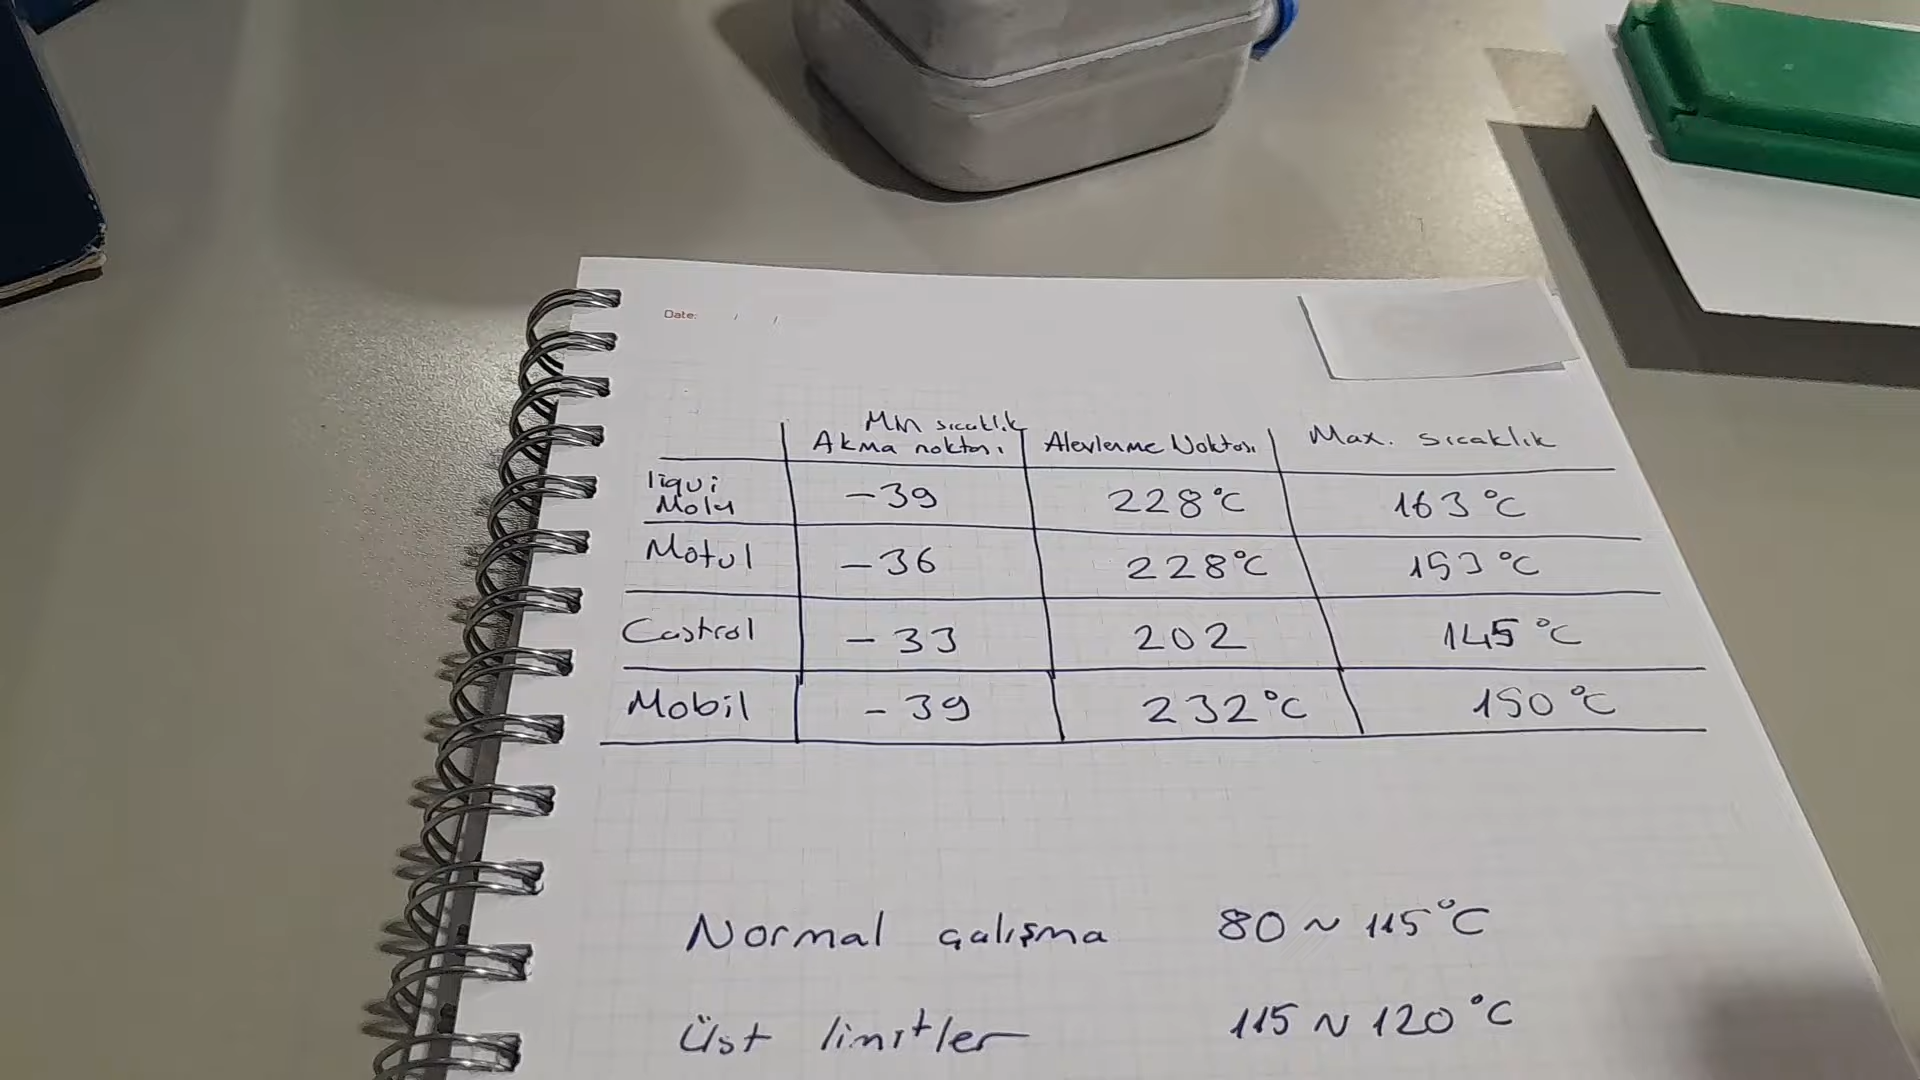 Date: / /
Min sıcaklık
Akma noktası Alevlenme Noktası Max. sıcaklık
liqui
Moly -39 228°C 163°C
Motul -36 228°C 153°C
Castrol -33 202 145°C
Mobil -39 232°C 150°C
Normal çalışma 80 ~ 115°C
Üst limitler 115 ~ 120°C